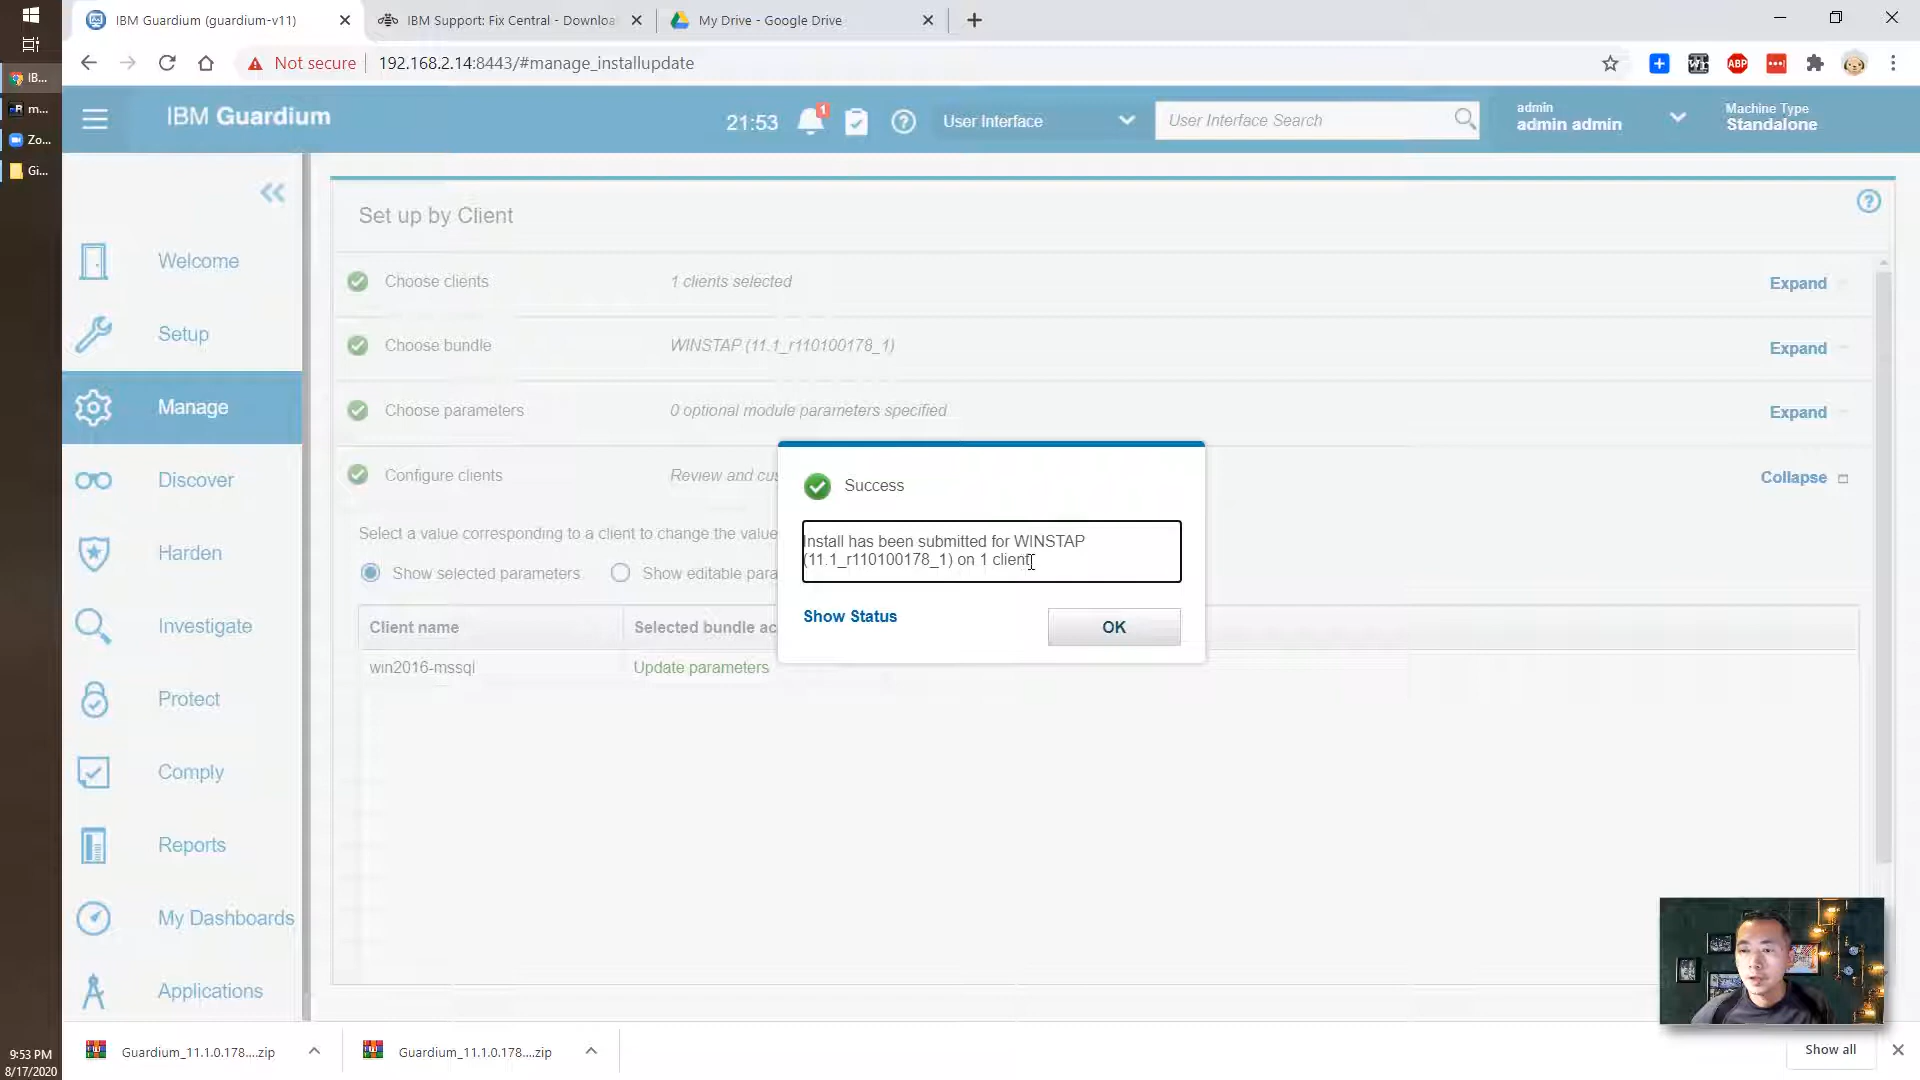 IBM Guardium (guardium-v11)
IBM Support: Fix Central - Downloa
My Drive - Google Drive
IB...
m...
Zo...
Gi...
Not secure
192.168.2.14:8443/#manage_installupdate
ABP
IBM Guardium
21:53
1
User Interface
User Interface Search
admin
admin admin
Machine Type
Standalone
Welcome
Setup
Manage
Discover
Harden
Investigate
Protect
Comply
Reports
My Dashboards
Applications
Set up by Client
Choose clients
1 clients selected
Expand
Choose bundle
WINSTAP (11.1_r110100178_1)
Expand
Choose parameters
0 optional module parameters specified
Expand
Configure clients
Review and cus
Collapse
Select a value corresponding to a client to change the value
Show selected parameters
Show editable para
Client name
Selected bundle ac
win2016-mssql
Update parameters
Success
Install has been submitted for WINSTAP
(11.1_r110100178_1) on 1 client
Show Status
OK
Guardium_11.1.0.178....zip
Guardium_11.1.0.178....zip
Show all
9:53 PM
8/17/2020